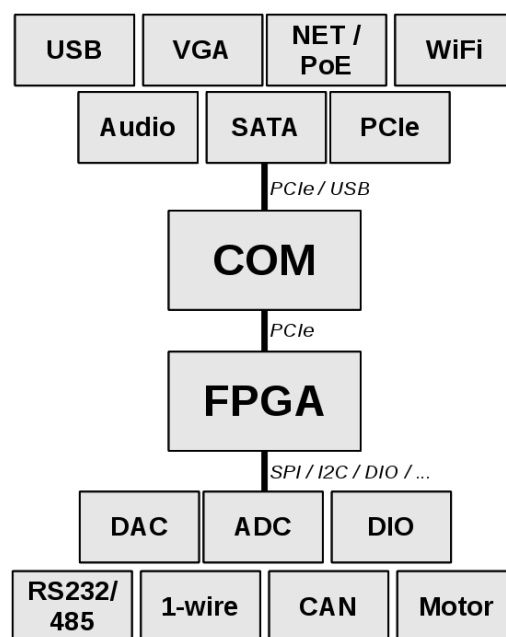 USB
VGA
NET /
PoE
WiFi
Audio
SATA
PCIe
PCIe / USB
COM
PCIe
FPGA
SPI / I2C / DIO / ...
DAC
ADC
DIO
RS232/
485
1-wire
CAN
Motor